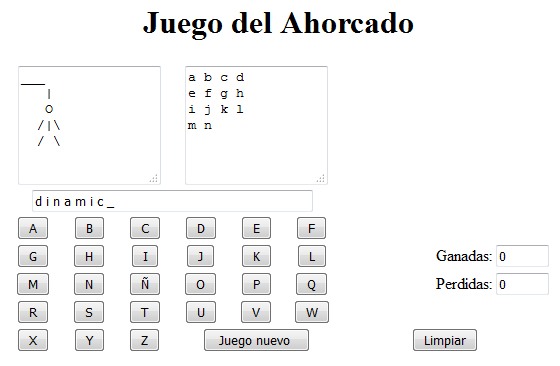 Juego del Ahorcado
___
|
O
/|\
/ \
a b c d
e f g h
i j k l
m n
d i n a m i c _
A B C D E F
G H I J K L
Ganadas: 0
M N Ñ O P Q
Perdidas: 0
R S T U V W
X Y Z Juego nuevo Limpiar